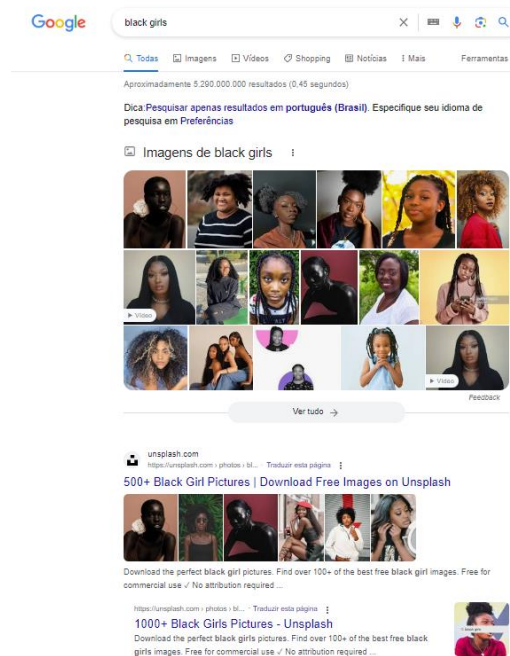 Google
black girls
Todas Imagens Vídeos Shopping Notícias Mais Ferramentas
Aproximadamente 5.290.000.000 resultados (0,45 segundos)
Dica:Pesquisar apenas resultados em português (Brasil). Especifique seu idioma de
pesquisa em Preferências
Imagens de black girls
Vídeo
Vídeo
Feedback
Ver tudo →
unsplash.com
https://unsplash.com › photos › bl... · Traduzir esta página
500+ Black Girl Pictures | Download Free Images on Unsplash
Download the perfect black girl pictures. Find over 100+ of the best free black girl images. Free for
commercial use ✓ No attribution required ...
https://unsplash.com › photos › bl... · Traduzir esta página
1000+ Black Girls Pictures - Unsplash
Download the perfect black girls pictures. Find over 100+ of the best free black
girls images. Free for commercial use ✓ No attribution required ...